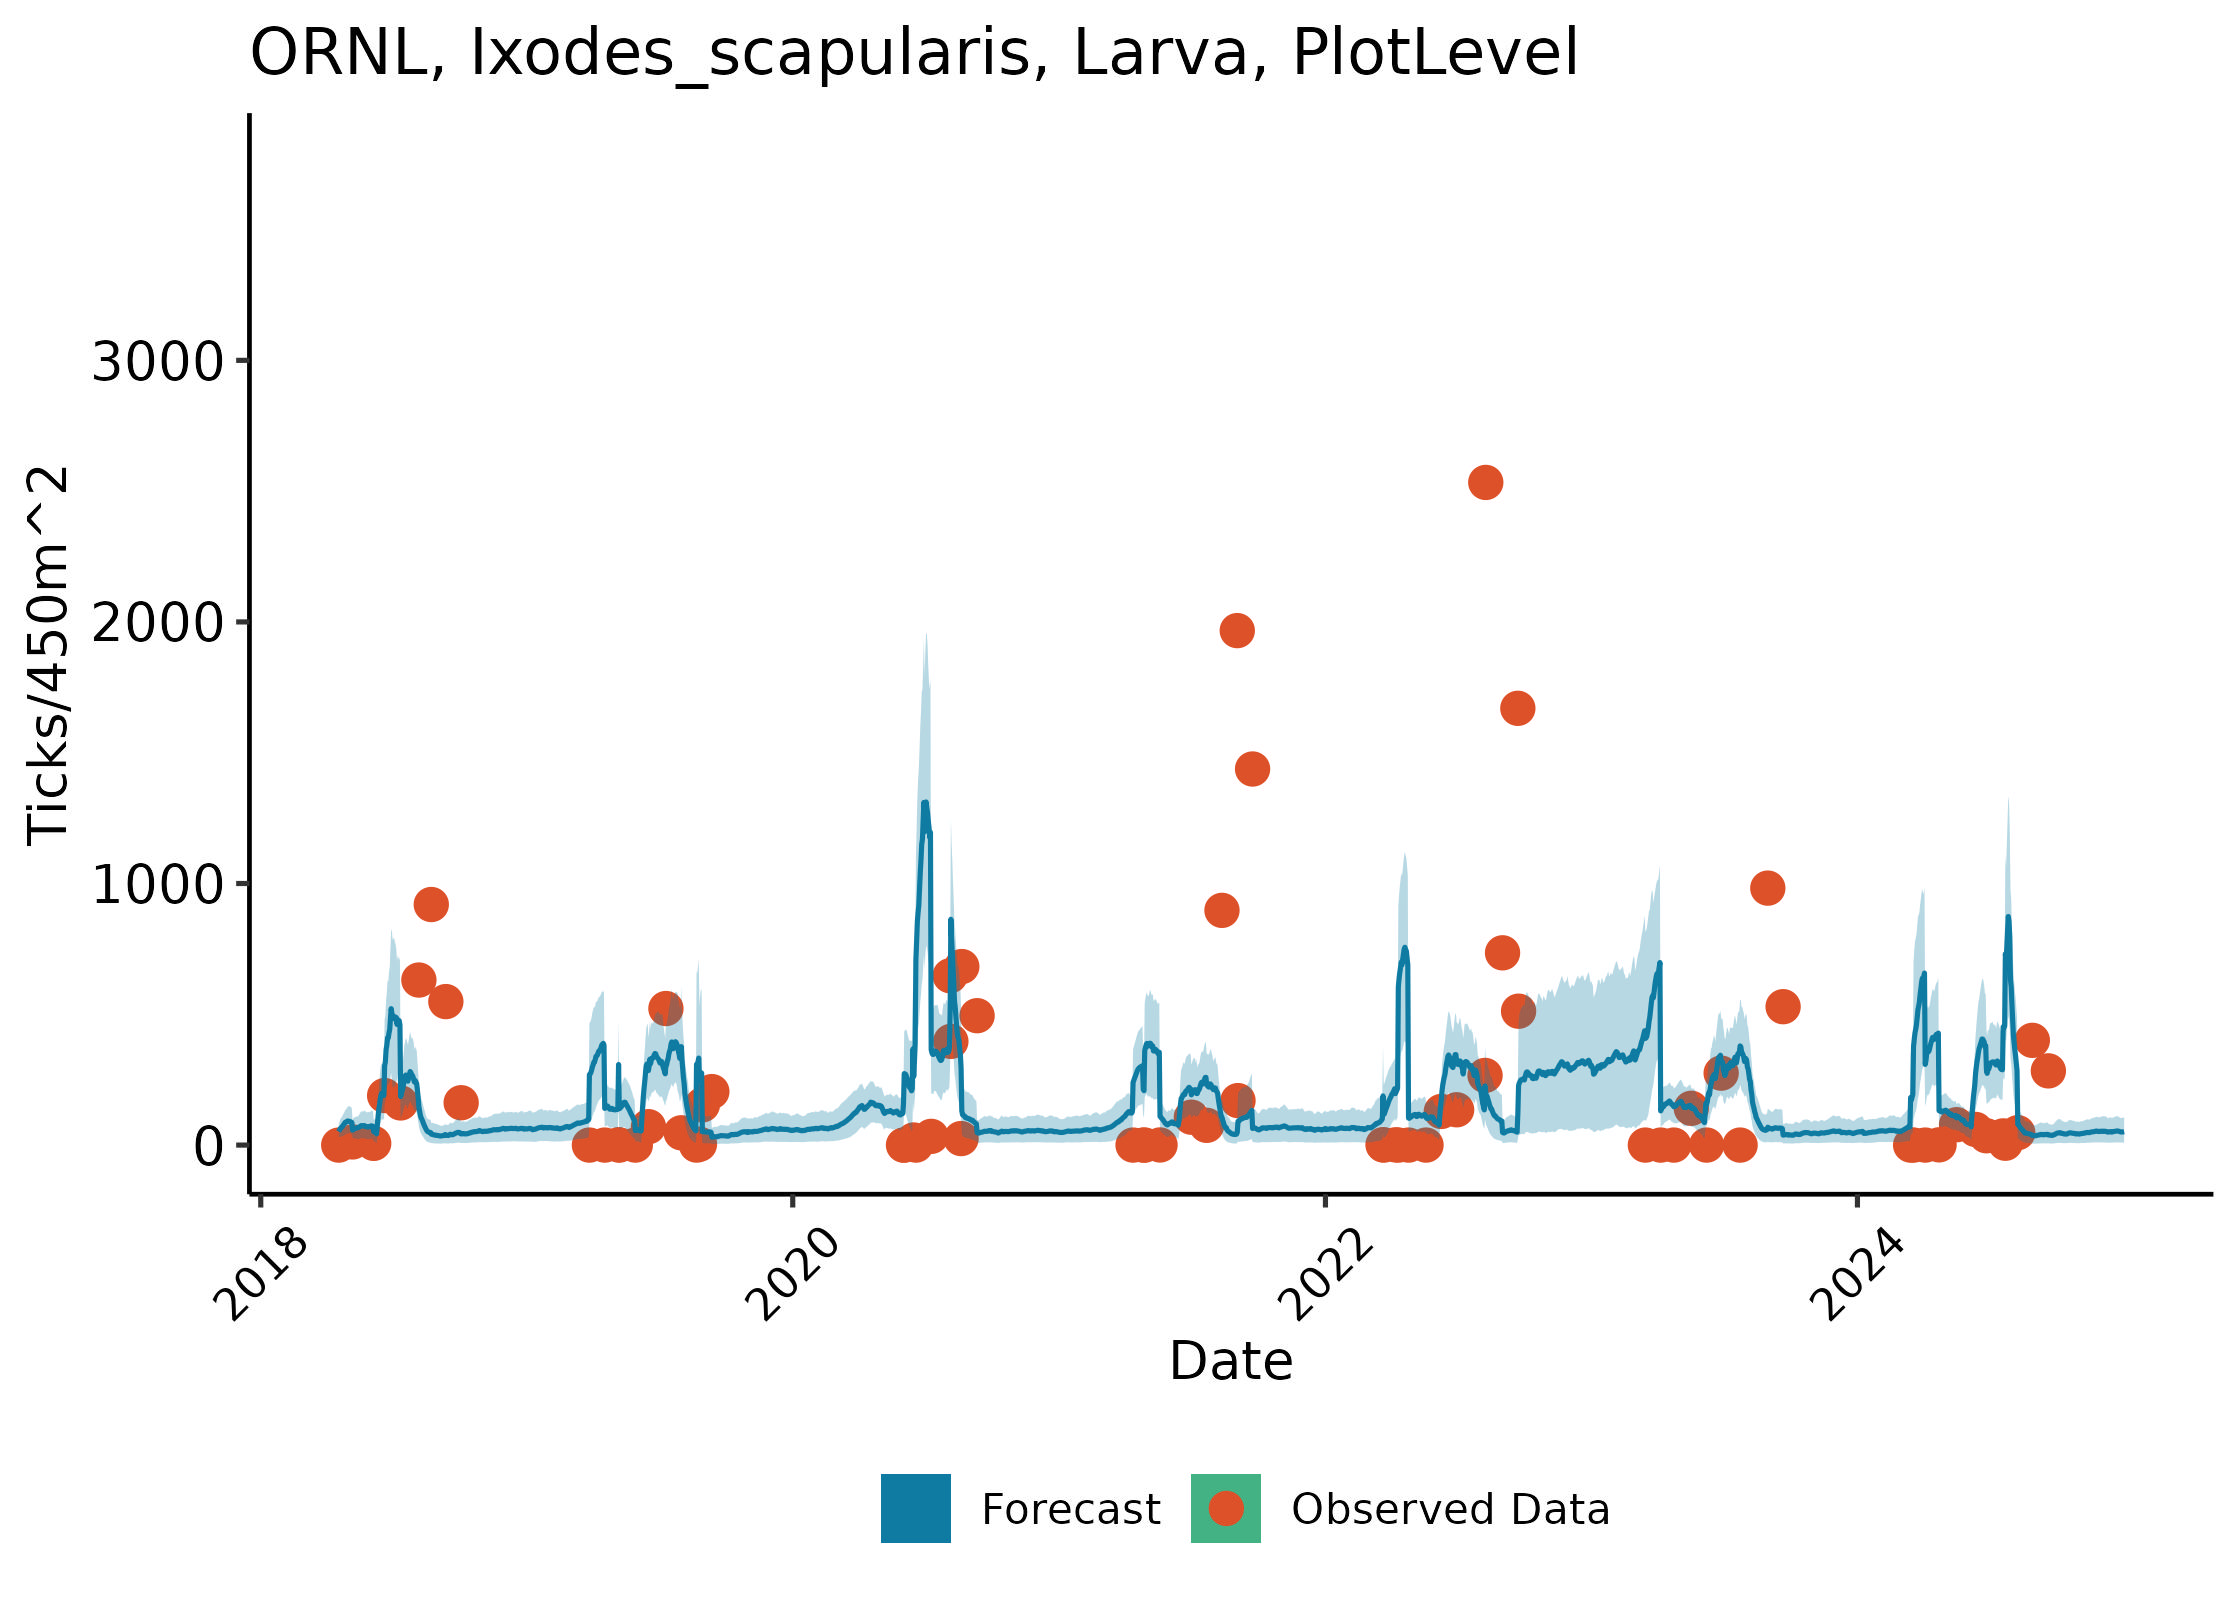 ORNL, Ixodes_scapularis, Larva, PlotLevel
Ticks/450m^2
3000
2000
1000
0
2018
2020
2022
2024
Date
Forecast
Observed Data